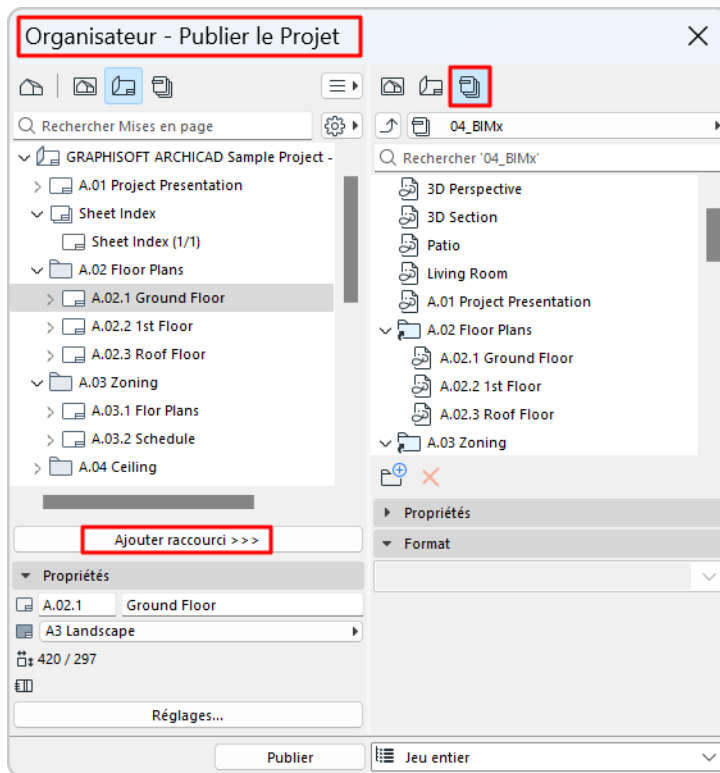 Organisateur - Publier le Projet
Rechercher Mises en page
GRAPHISOFT ARCHICAD Sample Project -
A.01 Project Presentation
Sheet Index
Sheet Index (1/1)
A.02 Floor Plans
A.02.1 Ground Floor
A.02.2 1st Floor
A.02.3 Roof Floor
A.03 Zoning
A.03.1 Flor Plans
A.03.2 Schedule
A.04 Ceiling
Ajouter raccourci >>>
Propriétés
A.02.1 Ground Floor
A3 Landscape
420 / 297
Réglages...
04_BIMx
Rechercher '04_BIMx'
3D Perspective
3D Section
Patio
Living Room
A.01 Project Presentation
A.02 Floor Plans
A.02.1 Ground Floor
A.02.2 1st Floor
A.02.3 Roof Floor
A.03 Zoning
Propriétés
Format
Publier
Jeu entier